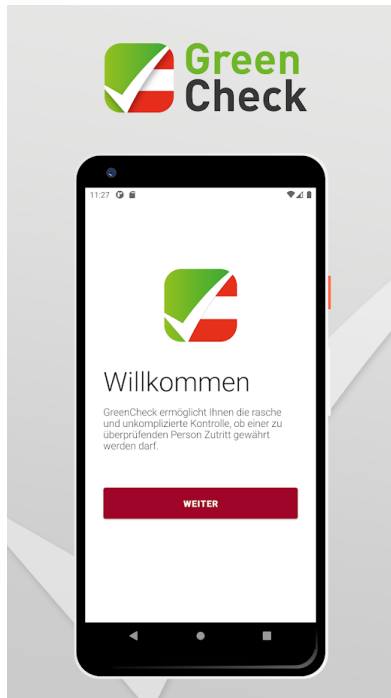 Green
Check
11:27
Willkommen
GreenCheck ermöglicht Ihnen die rasche
und unkomplizierte Kontrolle, ob einer zu
überprüfenden Person Zutritt gewährt
werden darf.
WEITER